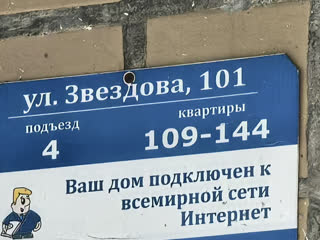 ул. Звездова, 101
подъезд квартиры
4 109-144
Ваш дом подключен к
всемирной сети
Интернет